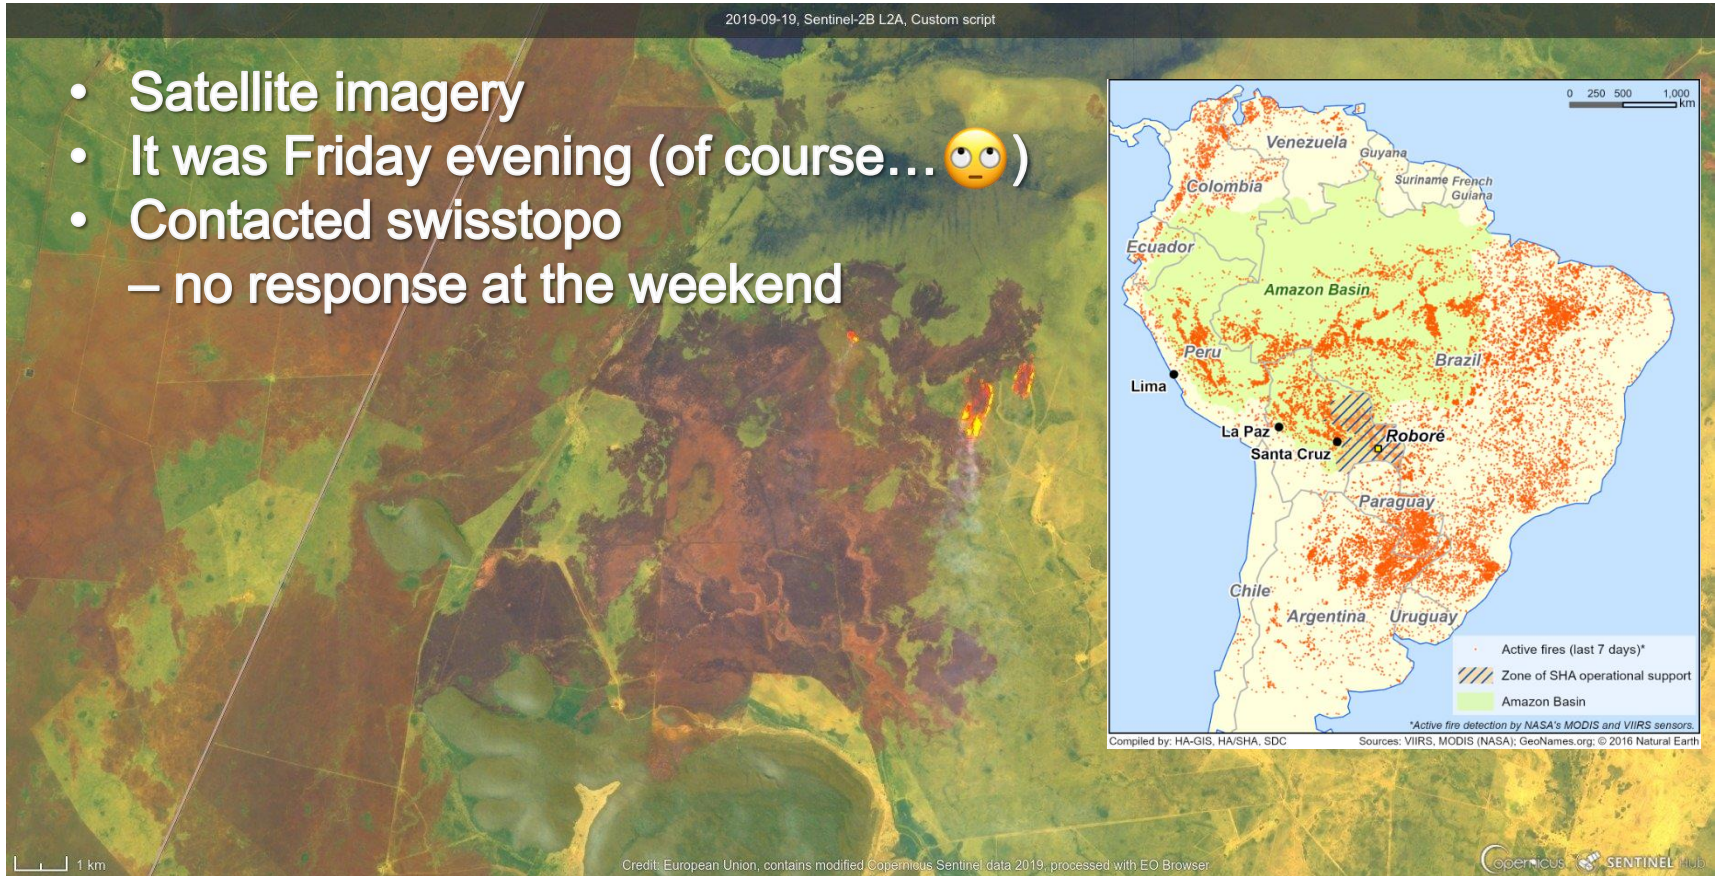 2019-09-19, Sentinel-2B L2A, Custom script
• Satellite imagery
• It was Friday evening (of course…🙄)
• Contacted swisstopo
– no response at the weekend
0 250 500 1,000
km
Venezuela
Guyana
Suriname French
Guiana
Colombia
Ecuador
Amazon Basin
Peru
Brazil
Lima
La Paz
Roboré
Santa Cruz
Paraguay
Chile
Argentina
Uruguay
Active fires (last 7 days)*
Zone of SHA operational support
Amazon Basin
*Active fire detection by NASA's MODIS and VIIRS sensors.
Compiled by: HA-GIS, HA/SHA, SDC
Sources: VIIRS, MODIS (NASA); GeoNames.org; © 2016 Natural Earth
1 km
Credit: European Union, contains modified Copernicus Sentinel data 2019, processed with EO Browser
Copernicus
SENTINEL Hub